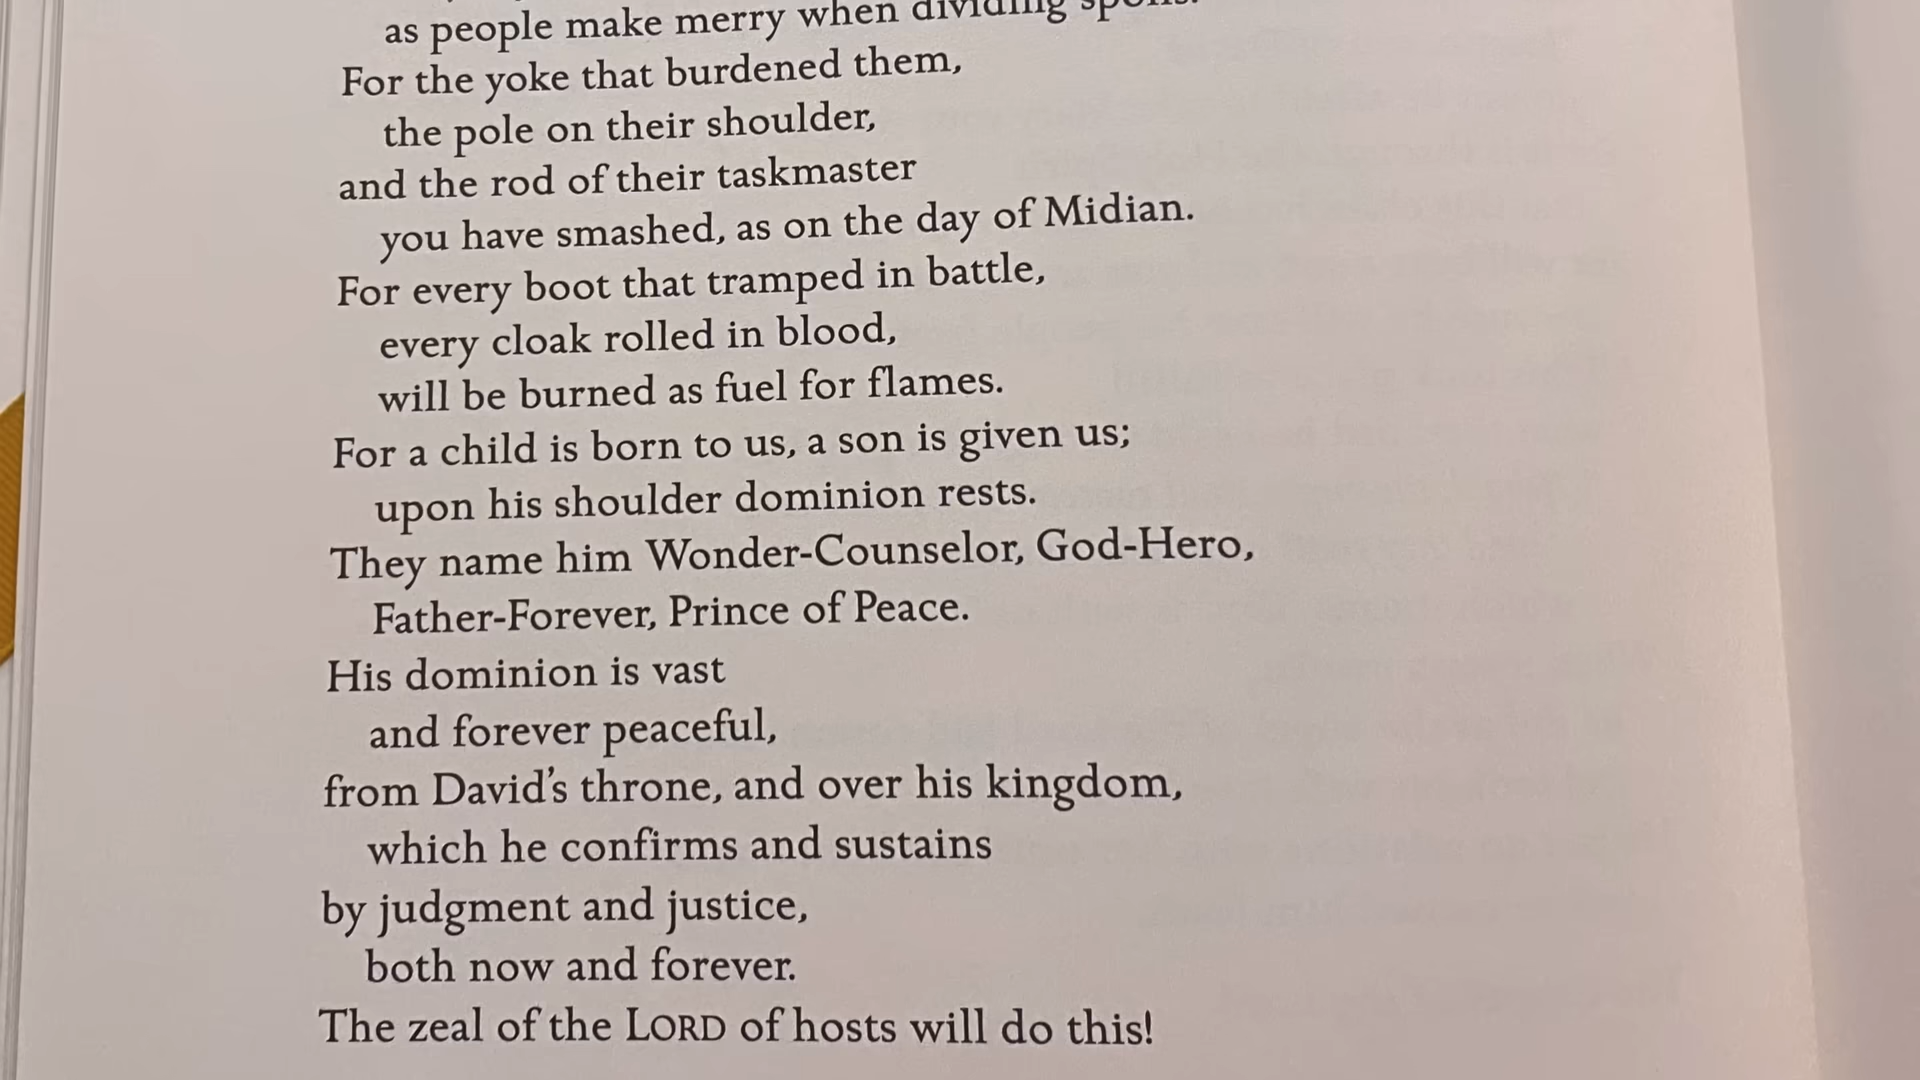 as people make merry when dividing spoils.
For the yoke that burdened them,
the pole on their shoulder,
and the rod of their taskmaster
you have smashed, as on the day of Midian.
For every boot that tramped in battle,
every cloak rolled in blood,
will be burned as fuel for flames.
For a child is born to us, a son is given us;
upon his shoulder dominion rests.
They name him Wonder-Counselor, God-Hero,
Father-Forever, Prince of Peace.
His dominion is vast
and forever peaceful,
from David’s throne, and over his kingdom,
which he confirms and sustains
by judgment and justice,
both now and forever.
The zeal of the LORD of hosts will do this!